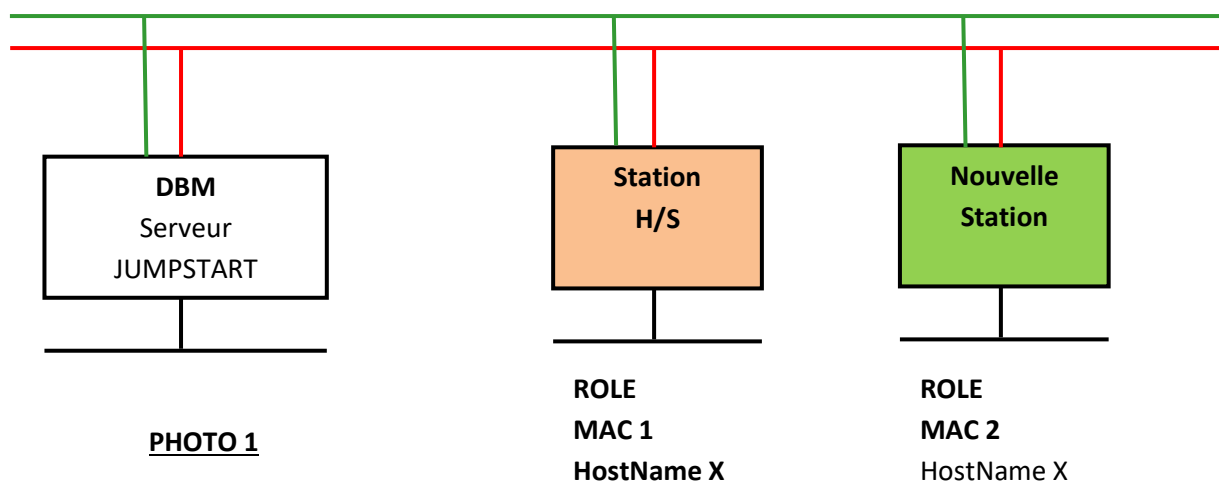 DBM
Serveur
JUMPSTART
Station
H/S
Nouvelle
Station
PHOTO 1
ROLE
MAC 1
HostName X
ROLE
MAC 2
HostName X